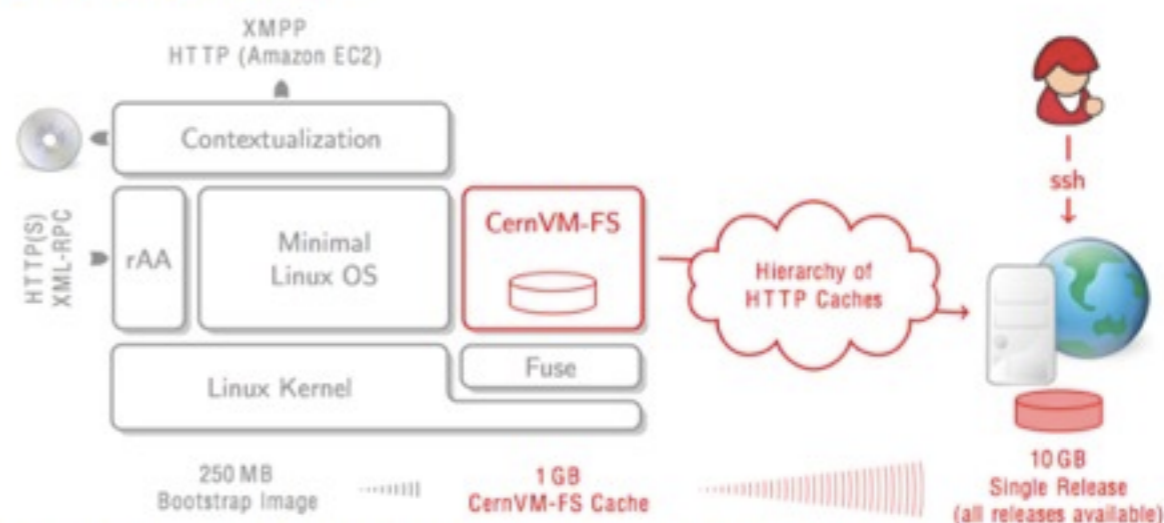 XMPP
HTTP (Amazon EC2)
Contextualization
HTTP(S)
XML-RPC
rAA
Minimal
Linux OS
CernVM-FS
Hierarchy of
HTTP Caches
ssh
Linux Kernel
Fuse
250 MB
Bootstrap Image
1 GB
CernVM-FS Cache
10 GB
Single Release
(all releases available)